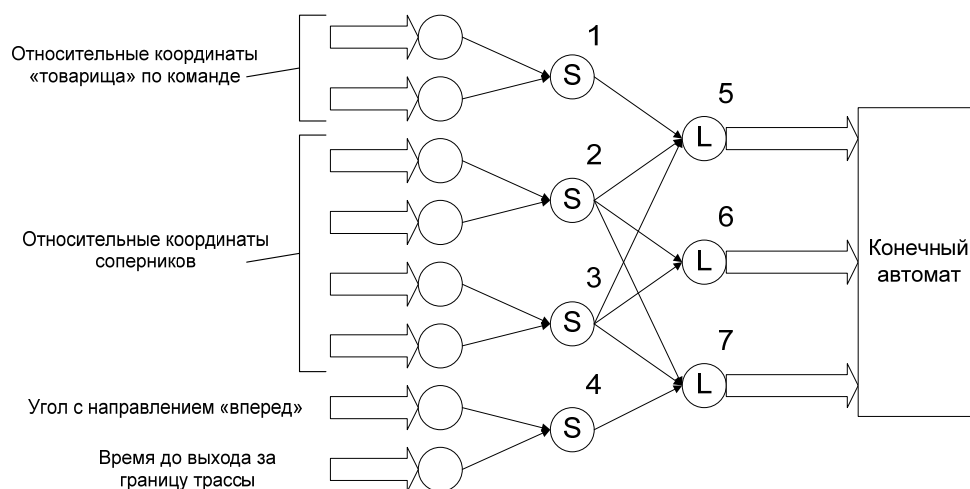 Относительные координаты
«товарища» по команде
Относительные координаты
соперников
Угол с направлением «вперед»
Время до выхода за
границу трассы
1
S
2
S
3
S
4
S
5
L
6
L
7
L
Конечный
автомат